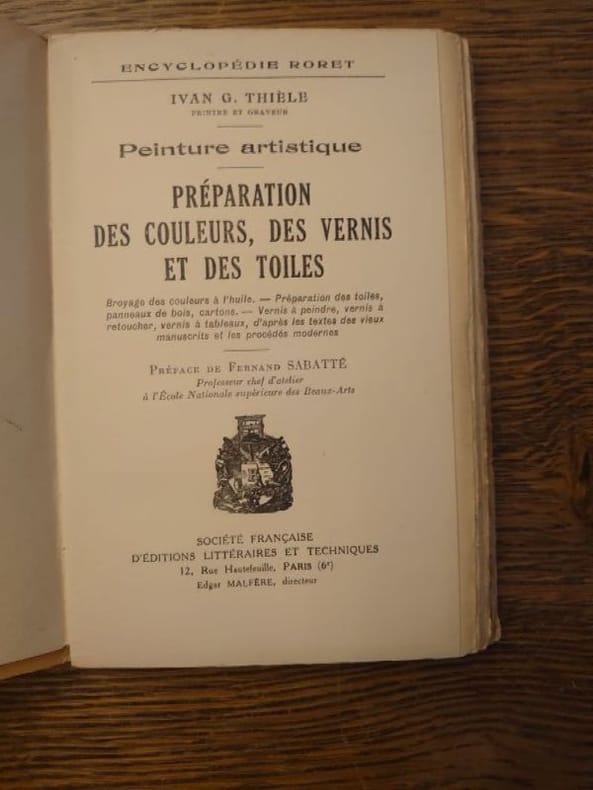 ENCYCLOPÉDIE RORET
IVAN G. THIÈLE
PEINTRE ET GRAVEUR
Peinture artistique
PRÉPARATION
DES COULEURS, DES VERNIS
ET DES TOILES
Broyage des couleurs à l'huile. — Préparation des toiles,
panneaux de bois, cartons. — Vernis à peindre, vernis à
retoucher, vernis à tableaux, d'après les textes des vieux
manuscrits et les procédés modernes
PRÉFACE DE FERNAND SABATTÉ
Professeur chef d'atelier
à l'École Nationale supérieure des Beaux-Arts
SOCIÉTÉ FRANÇAISE
D'ÉDITIONS LITTÉRAIRES ET TECHNIQUES
12, Rue Hautefeuille, PARIS (6e)
Edgar MALFÈRE, directeur